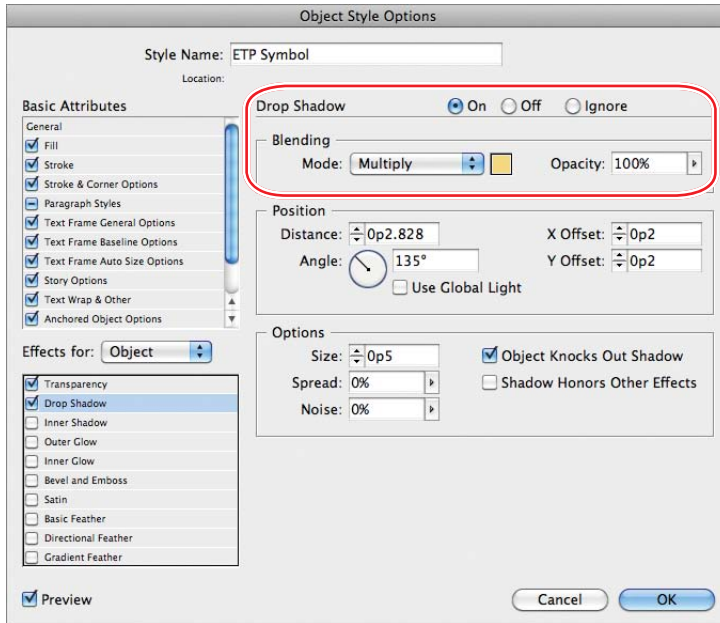 Object Style Options
Style Name: ETP Symbol
Location:
Basic Attributes
General
Fill
Stroke
Stroke & Corner Options
Paragraph Styles
Text Frame General Options
Text Frame Baseline Options
Text Frame Auto Size Options
Story Options
Text Wrap & Other
Anchored Object Options
Effects for: Object
Transparency
Drop Shadow
Inner Shadow
Outer Glow
Inner Glow
Bevel and Emboss
Satin
Basic Feather
Directional Feather
Gradient Feather
Preview
Drop Shadow On Off Ignore
Blending
Mode: Multiply Opacity: 100%
Position
Distance: 0p2.828 X Offset: 0p2
Angle: 135° Y Offset: 0p2
Use Global Light
Options
Size: 0p5 Object Knocks Out Shadow
Spread: 0% Shadow Honors Other Effects
Noise: 0%
Cancel OK